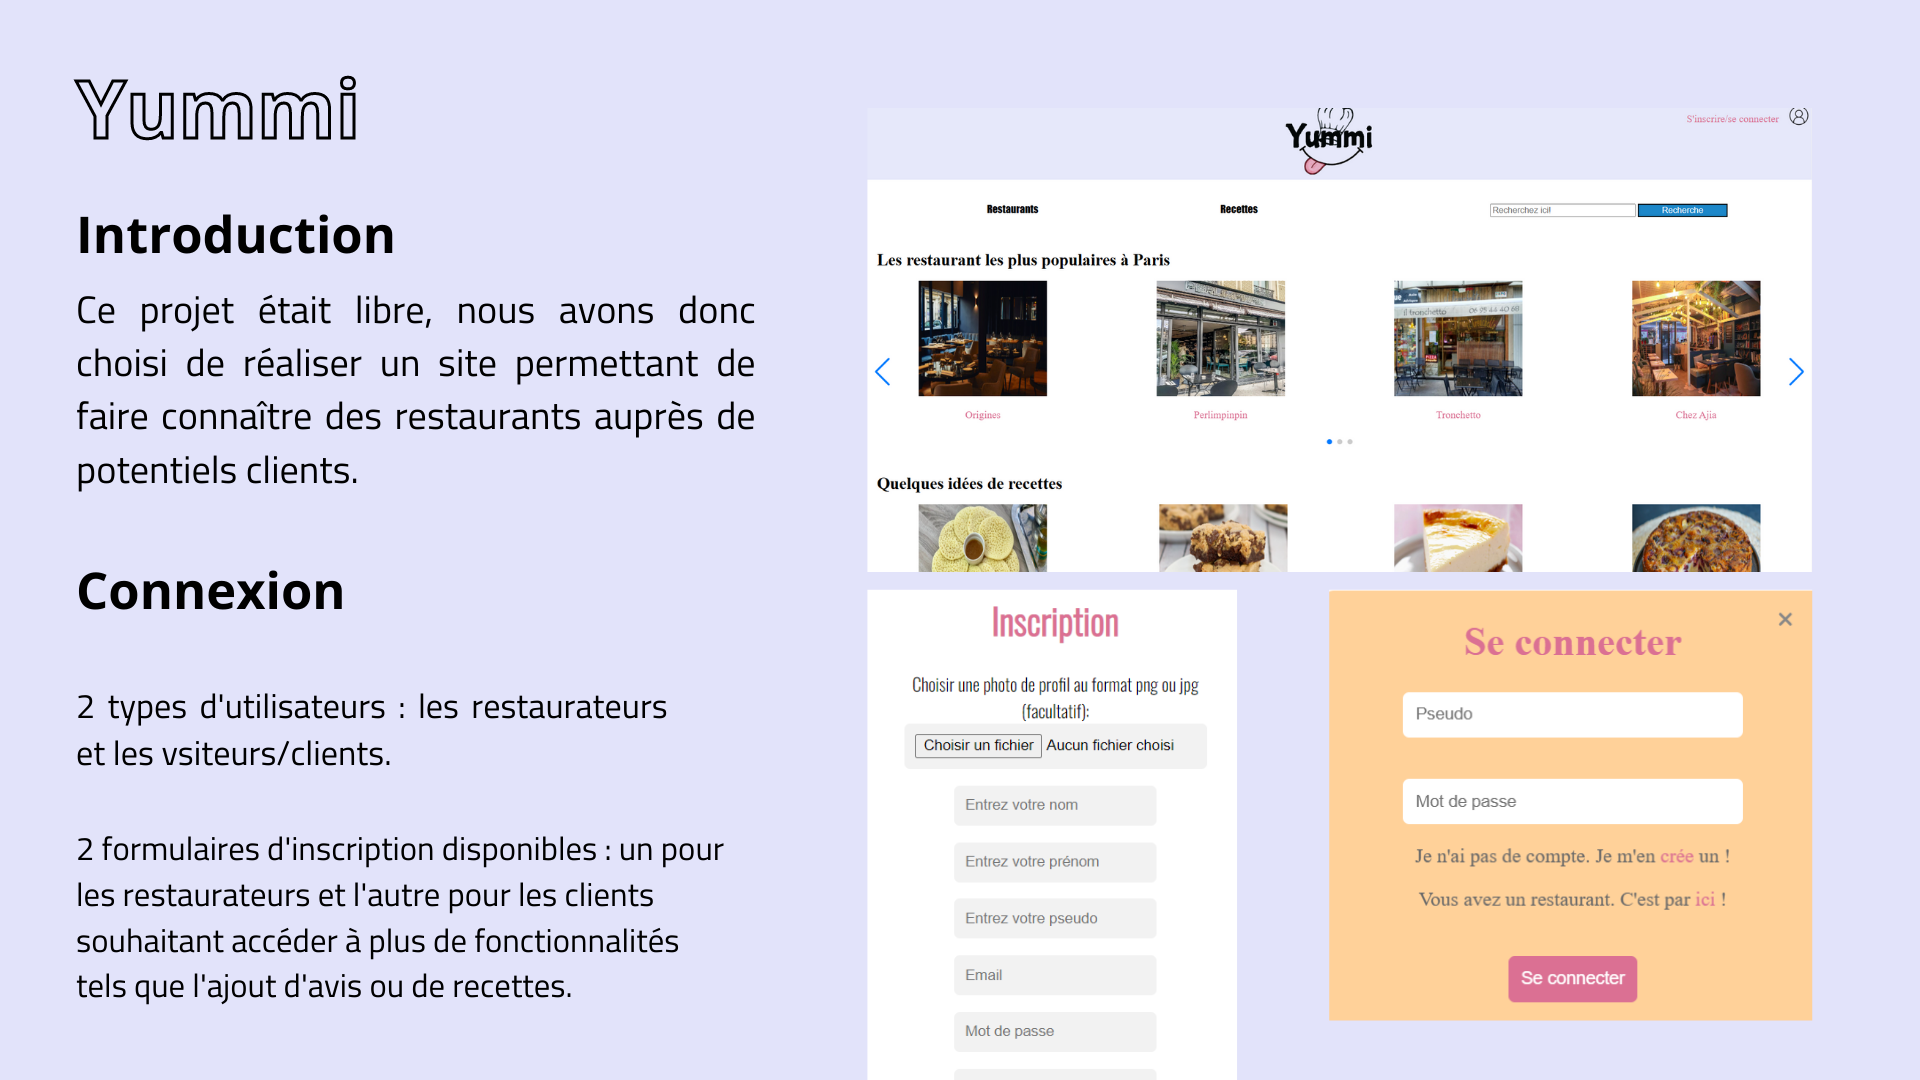 Yummi
Introduction
Ce projet était libre, nous avons donc
choisi de réaliser un site permettant de
faire connaître des restaurants auprès de
potentiels clients.
Connexion
2 types d'utilisateurs : les restaurateurs
et les vsiteurs/clients.
2 formulaires d'inscription disponibles : un pour
les restaurateurs et l'autre pour les clients
souhaitant accéder à plus de fonctionnalités
tels que l'ajout d'avis ou de recettes.
Yummi
S'inscrire/se connecter
Restaurants
Recettes
Recherchez ici!
Recherche
Les restaurant les plus populaires à Paris
il tronchetto
Origines
Perlimpinpin
Tronchetto
Chez Ajia
Quelques idées de recettes
Inscription
Choisir une photo de profil au format png ou jpg
(facultatif):
Choisir un fichier Aucun fichier choisi
Entrez votre nom
Entrez votre prénom
Entrez votre pseudo
Email
Mot de passe
×
Se connecter
Pseudo
Mot de passe
Je n'ai pas de compte. Je m'en crée un !
Vous avez un restaurant. C'est par ici !
Se connecter